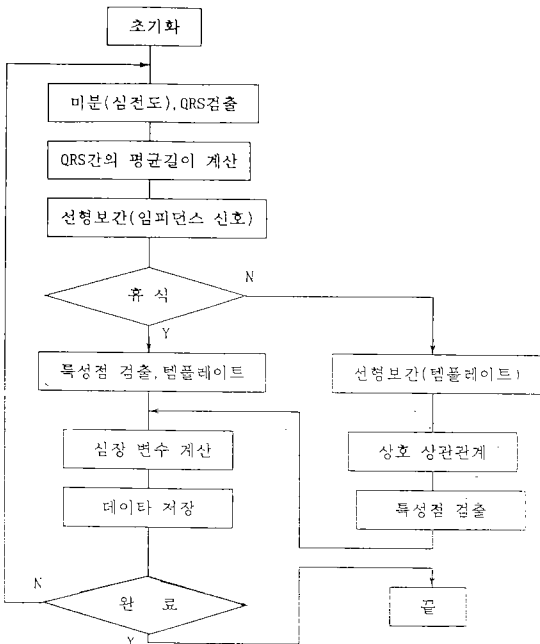 초기화
미분(심전도),QRS검출
QRS간의 평균길이 계산
선형보간(임피던스 신호)
휴 식
N
Y
특성점 검출,템플레이트
선형보간(템플레이트)
심장 변수 계산
상호 상관관계
데이타 저장
특성점 검출
N
완 료
끝
Y